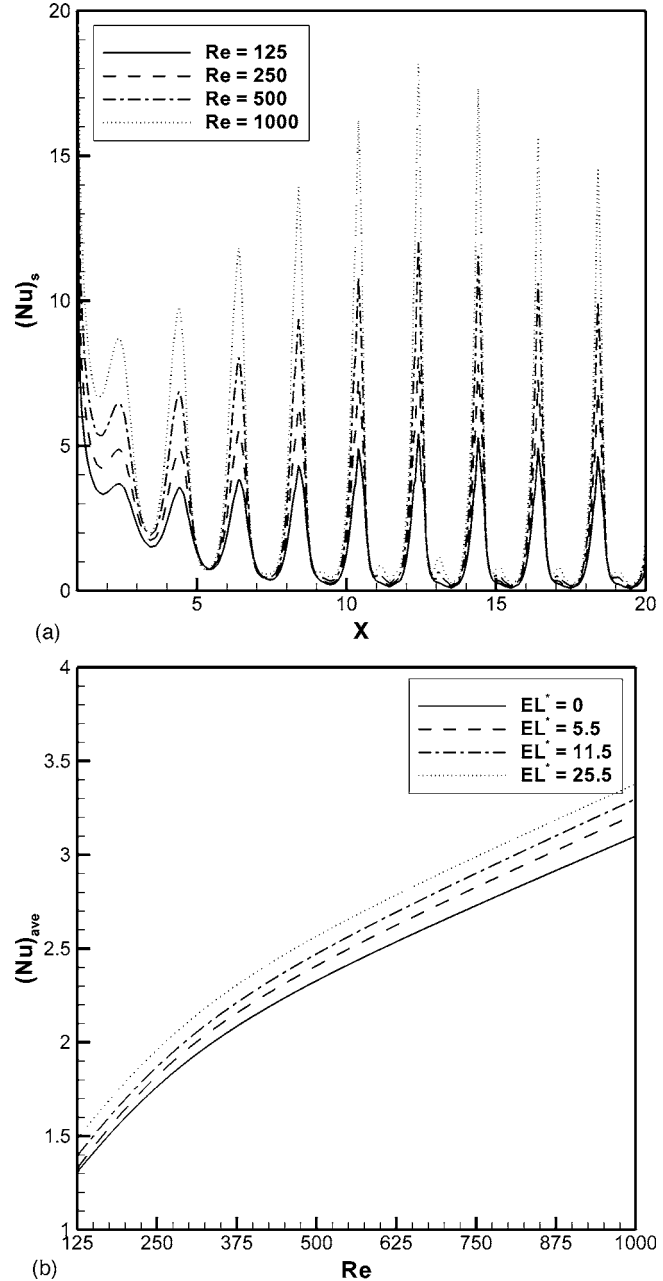 20
Re = 125
Re = 250
Re = 500
Re = 1000
15
(Nu)s
10
5
0
5
10
15
20
X
(a)
4
EL* = 0
EL* = 5.5
EL* = 11.5
EL* = 25.5
3.5
3
(Nu)ave
2.5
2
1.5
1
125
250
375
500
625
750
875
1000
Re
(b)